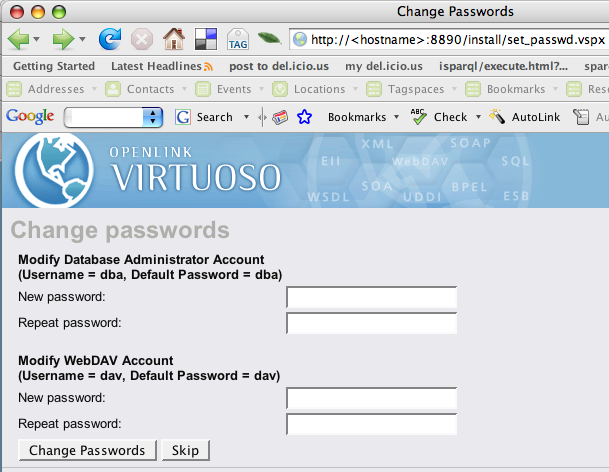 Change Passwords
TAG
http://<hostname>:8890/install/set_passwd.vspx
Getting Started Latest Headlines post to del.icio.us my del.icio.us isparql/execute.html?... spar
Addresses Contacts Events Locations Tagspaces Bookmarks Res
Google G Search Bookmarks ABC Check AutoLink Au
OPENLINK
VIRTUOSO
XML SOAP
EII WebDAV SQL
SOA BPEL
WSDL UDDI ESB
Change passwords
Modify Database Administrator Account
(Username = dba, Default Password = dba)
New password:
Repeat password:
Modify WebDAV Account
(Username = dav, Default Password = dav)
New password:
Repeat password:
Change Passwords Skip